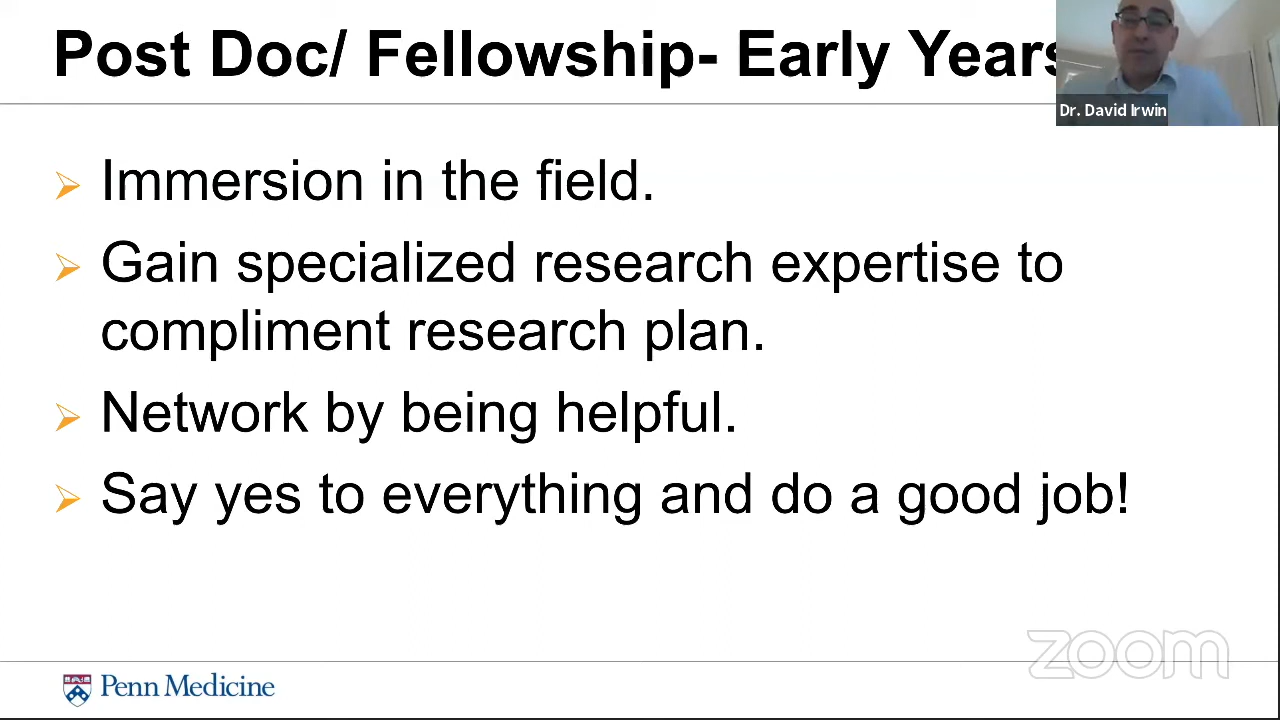 Post Doc/ Fellowship- Early Years
Dr. David Irwin
➢ Immersion in the field.
➢ Gain specialized research expertise to
compliment research plan.
➢ Network by being helpful.
➢ Say yes to everything and do a good job!
zoom
Penn Medicine